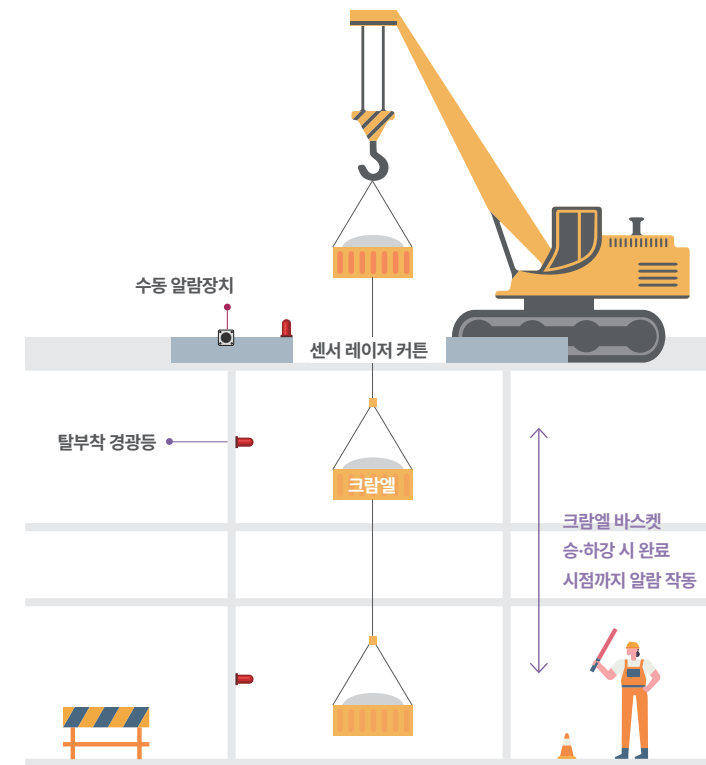 수동 알람장치
센서 레이저 커튼
탈부착 경광등
크람엘
크람엘 바스켓
승·하강 시 완료
시점까지 알람 작동